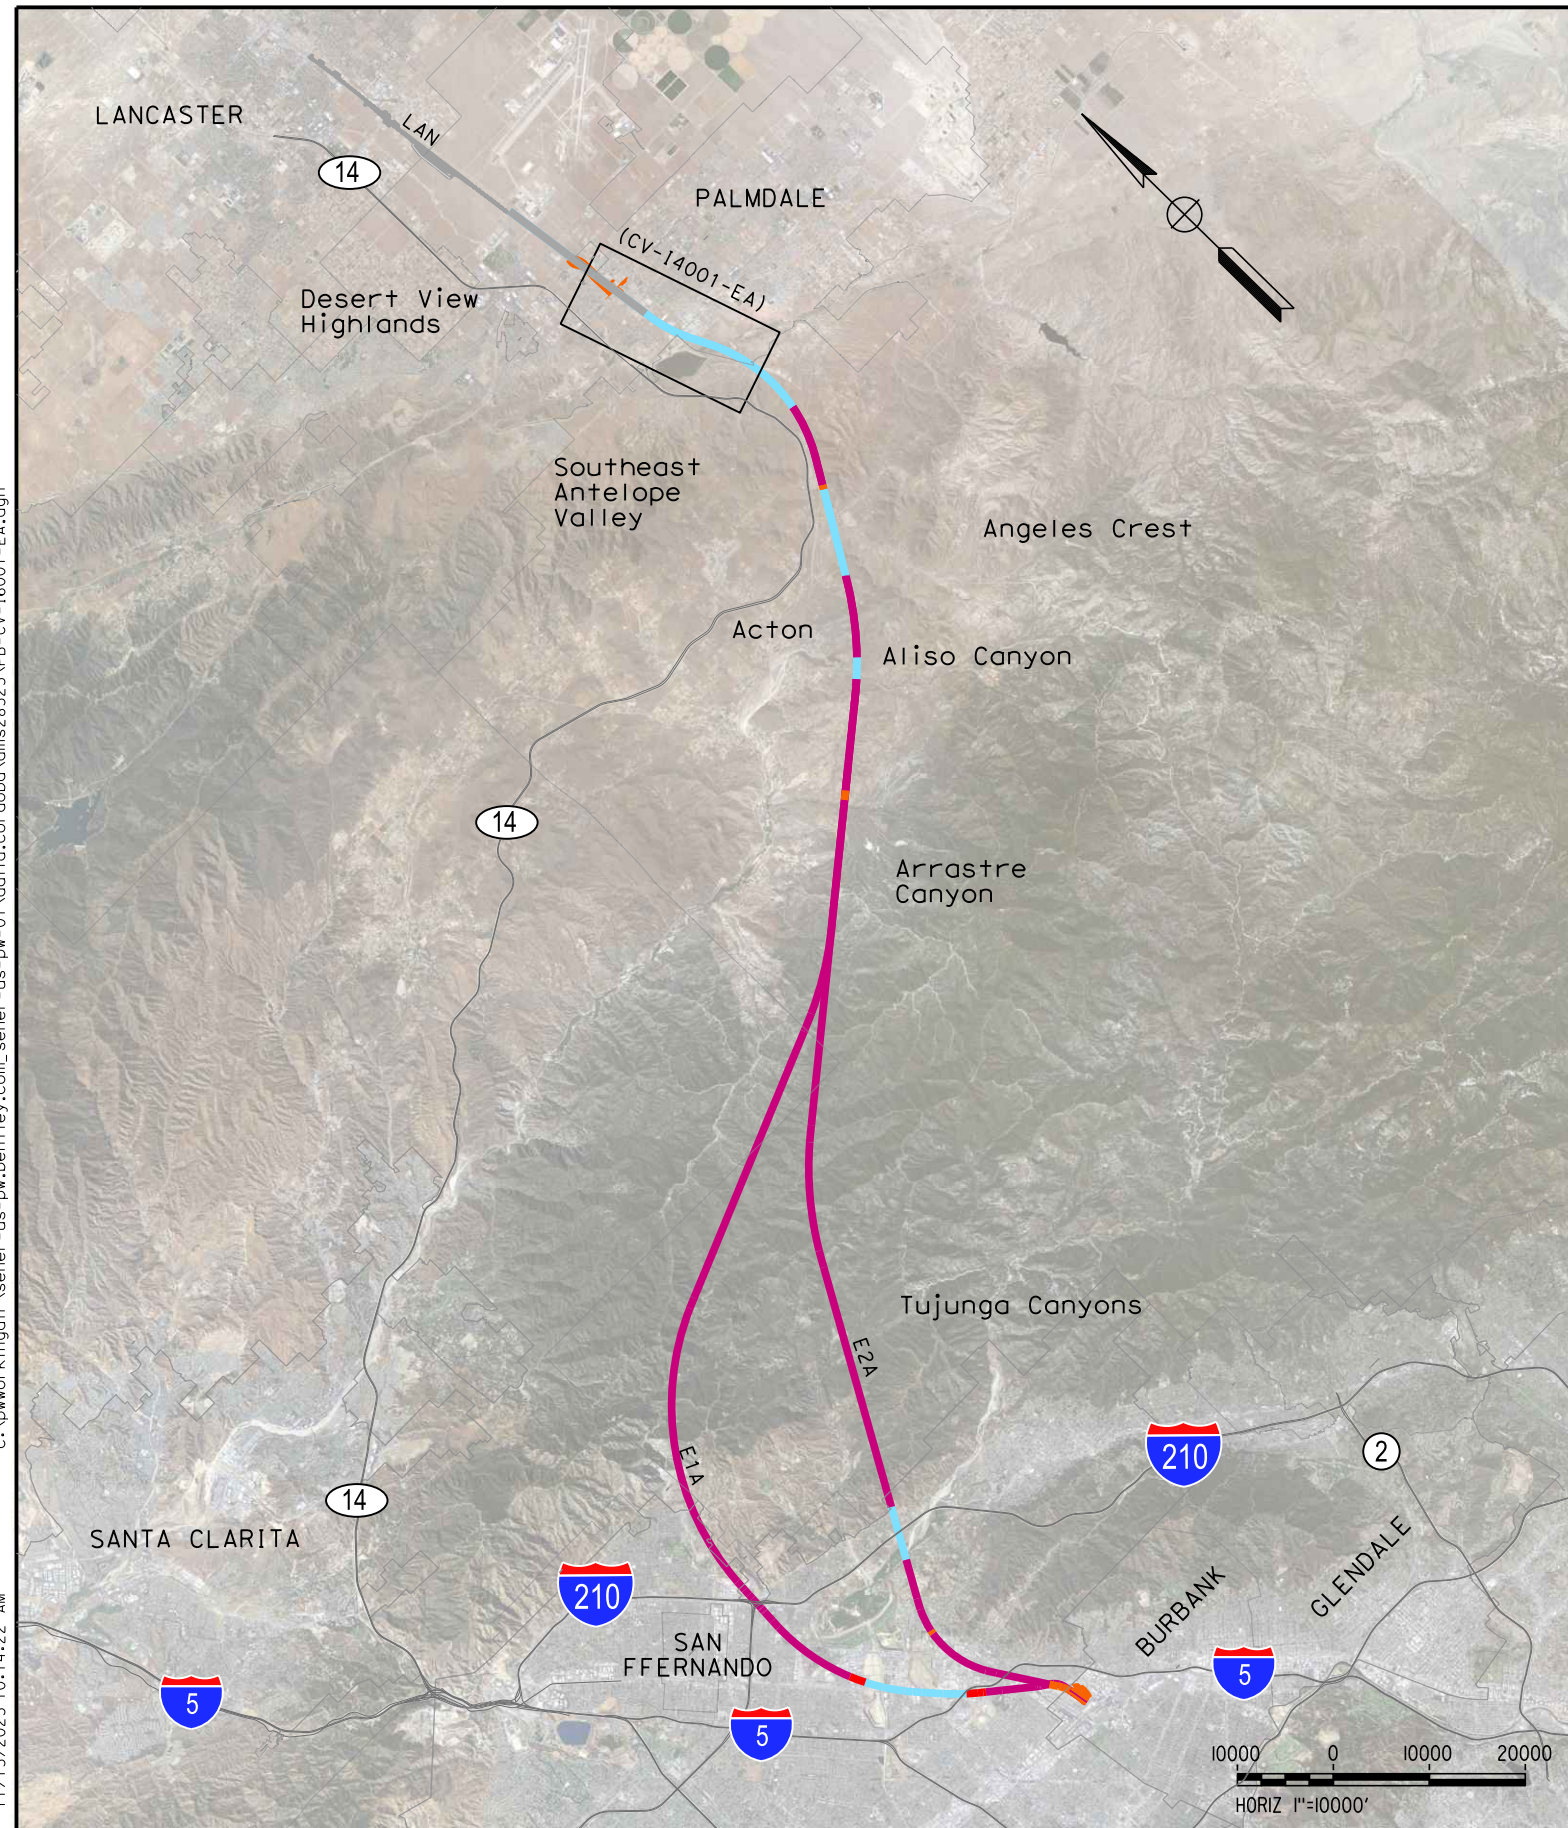 LANCASTER
LAN
14
PALMDALE
(CV-I4001-EA)
Desert View
Highlands
Southeast
Antelope
Valley
Angeles Crest
Acton
Aliso Canyon
14
Arrastre
Canyon
Tujunga Canyons
E2A
E1A
210
2
14
SANTA CLARITA
210
GLENDALE
BURBANK
SAN
FFERNANDO
5
5
5
10000 0 10000 20000
HORIZ 1"=10000'